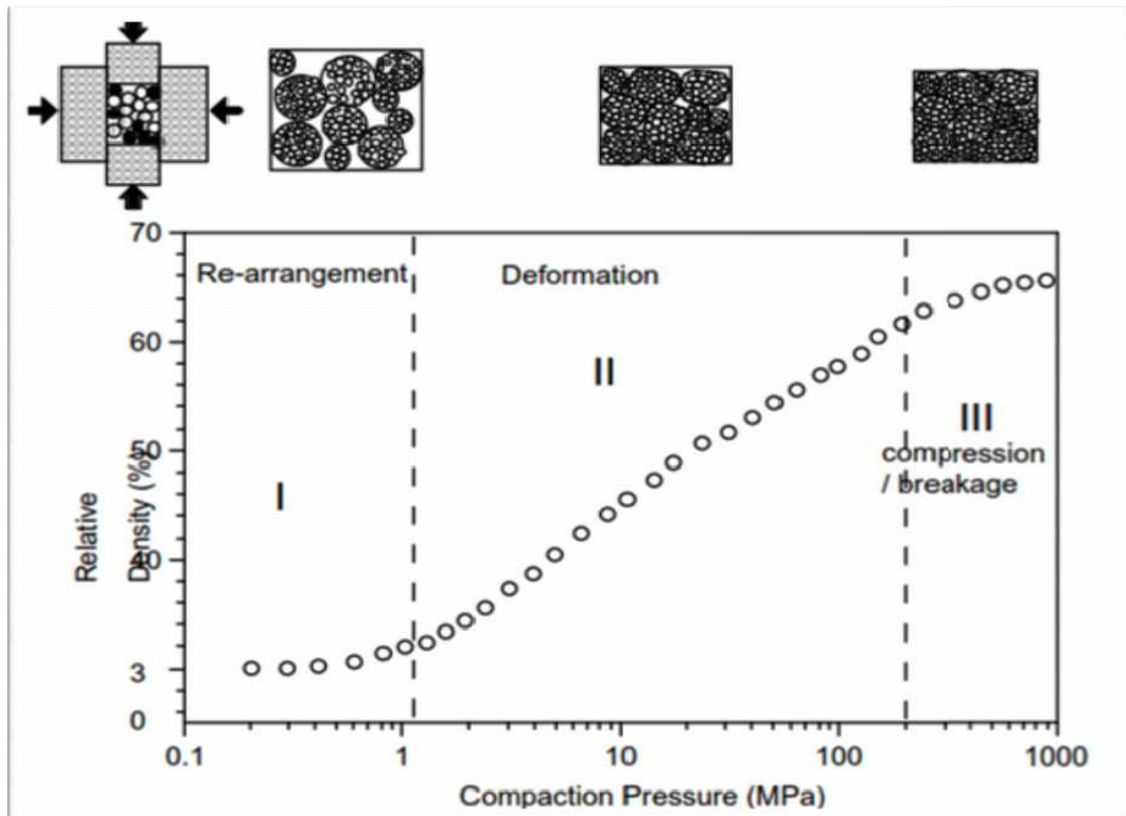 70
Re-arrangement
Deformation
60
II
III
50
compression
/ breakage
I
Relative
Density (%)
40
3
0
0.1
1
10
100
1000
Compaction Pressure (MPa)